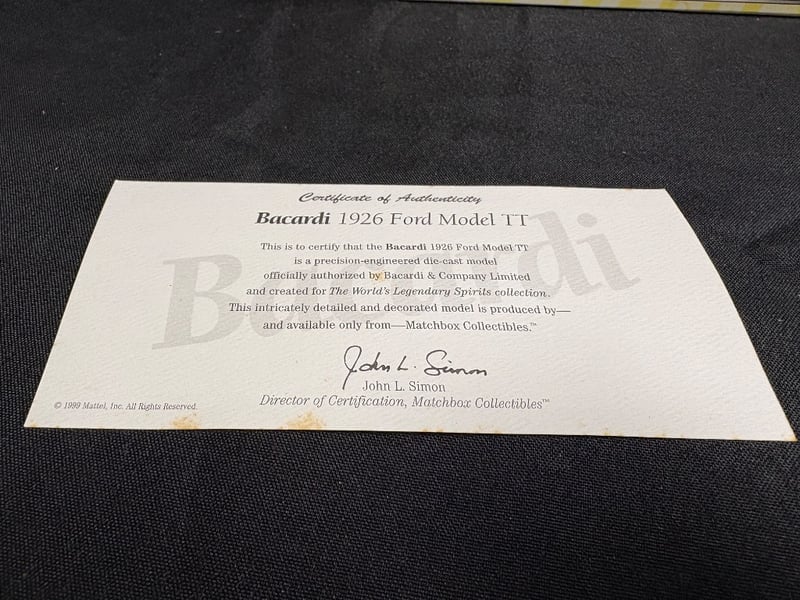 Certificate of Authenticity
Bacardi 1926 Ford Model TT
Bacardi
This is to certify that the Bacardi 1926 Ford Model TT
is a precision-engineered die-cast model
officially authorized by Bacardi & Company Limited
and created for The World's Legendary Spirits collection.
This intricately detailed and decorated model is produced by—
and available only from—Matchbox Collectibles.™
John L. Simon
John L. Simon
Director of Certification, Matchbox Collectibles™
© 1999 Mattel, Inc. All Rights Reserved.